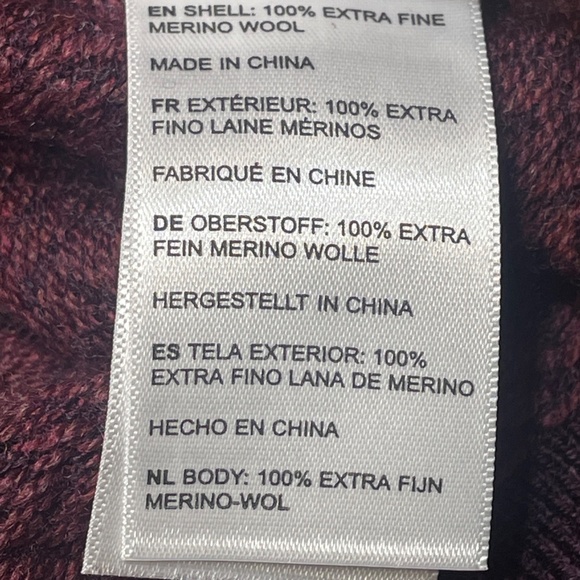 EN SHELL: 100% EXTRA FINE
MERINO WOOL
MADE IN CHINA
FR EXTÉRIEUR: 100% EXTRA
FINO LAINE MÉRINOS
FABRIQUÉ EN CHINE
DE OBERSTOFF: 100% EXTRA
FEIN MERINO WOLLE
HERGESTELLT IN CHINA
ES TELA EXTERIOR: 100%
EXTRA FINO LANA DE MERINO
HECHO EN CHINA
NL BODY: 100% EXTRA FIJN
MERINO-WOL